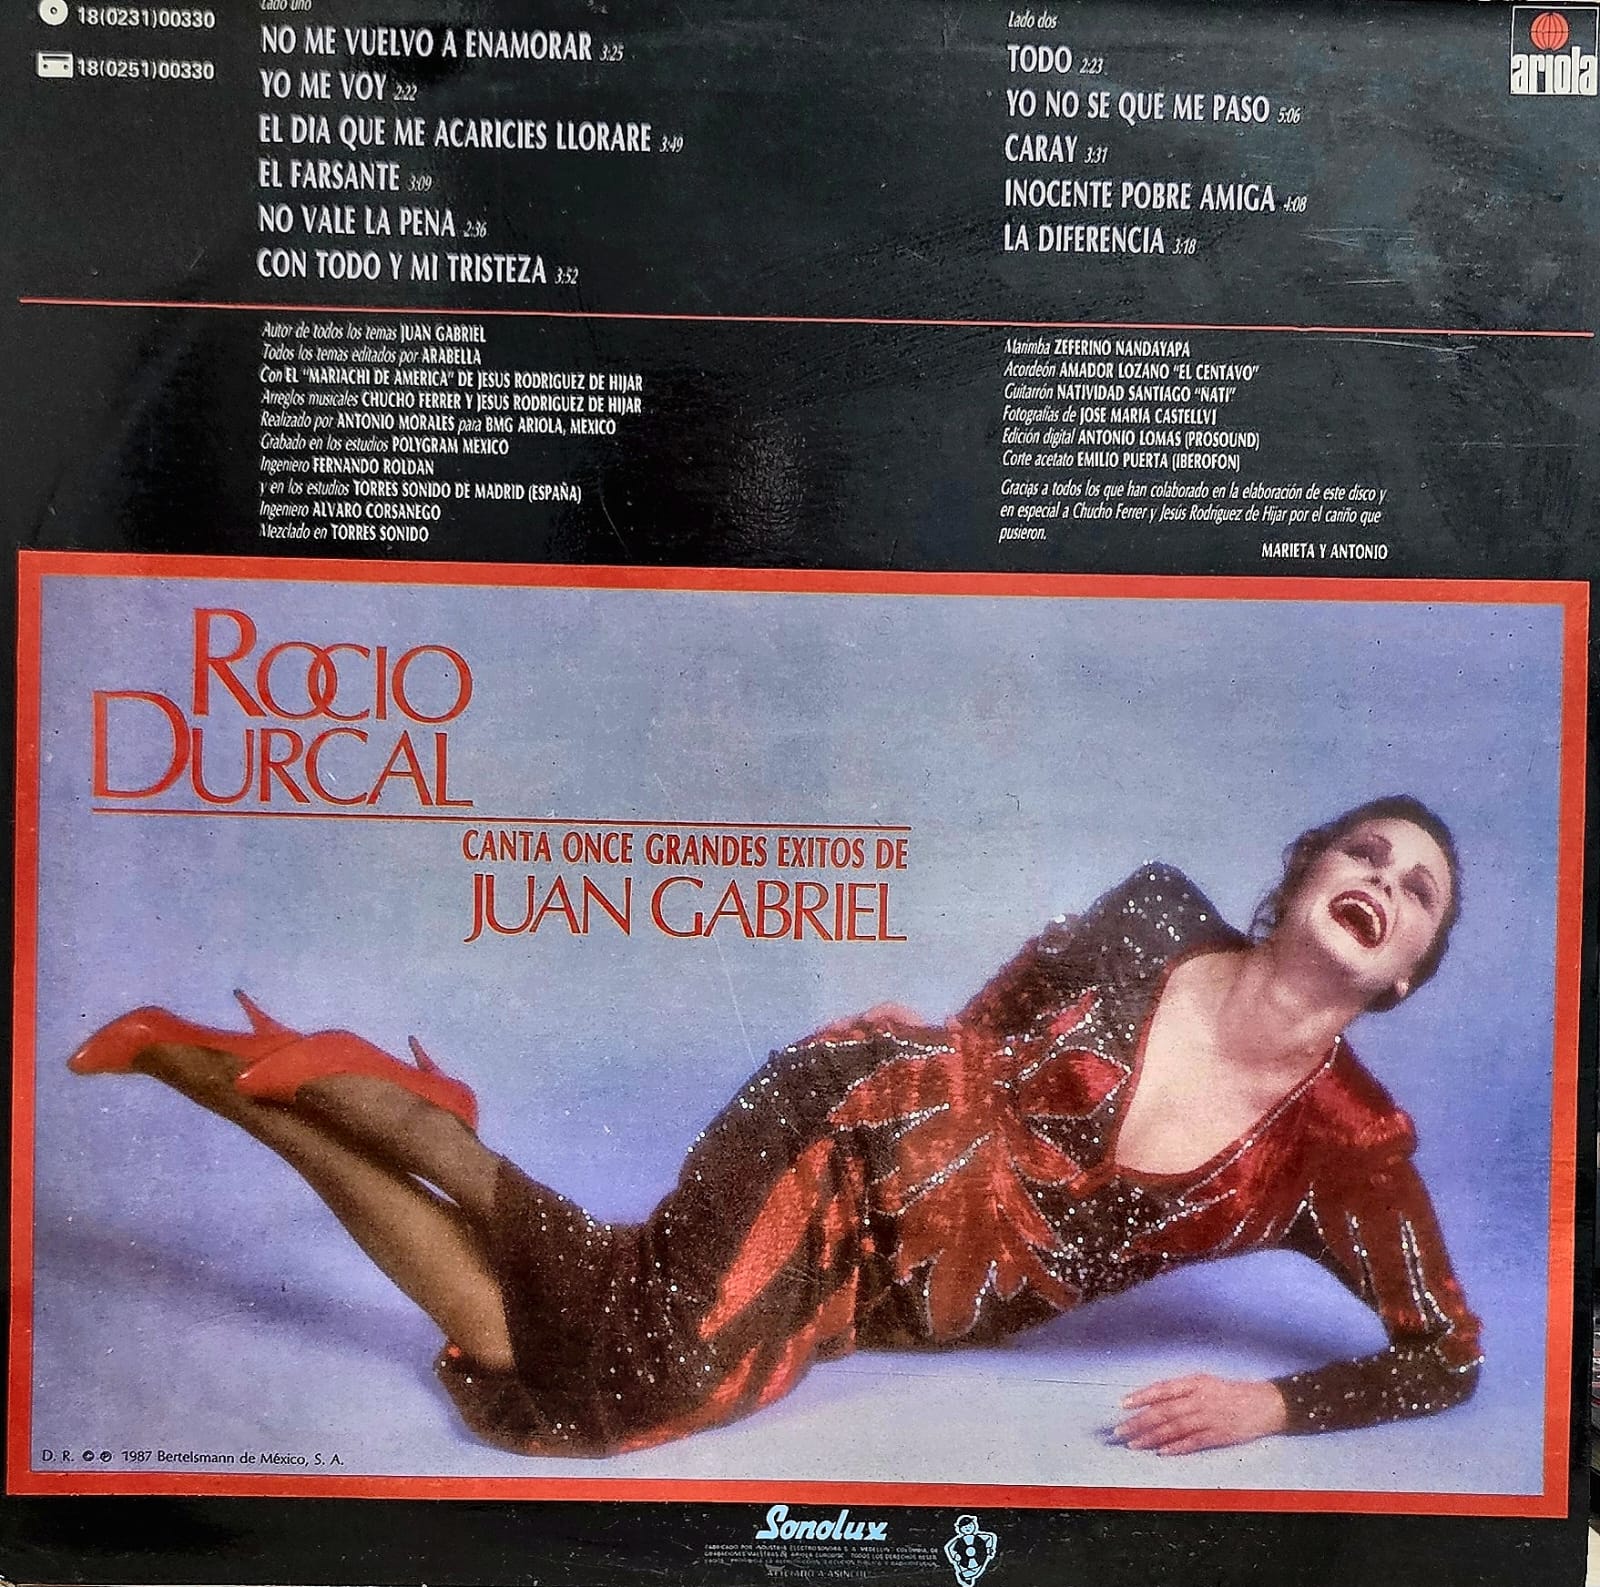 18(0231)00330
18(0251)00330
Lado uno
NO ME VUELVO A ENAMORAR 3:25
YO ME VOY 2:22
EL DIA QUE ME ACARICIES LLORARE 3:49
EL FARSANTE 3:09
NO VALE LA PENA 2:36
CON TODO Y MI TRISTEZA 3:52
Lado dos
TODO 2:23
YO NO SE QUE ME PASO 5:06
CARAY 3:31
INOCENTE POBRE AMIGA 4:08
LA DIFERENCIA 3:18
ariola
Autor de todos los temas JUAN GABRIEL
Todos los temas editados por ARABELLA
Con EL "MARIACHI DE AMERICA" DE JESUS RODRIGUEZ DE HIJAR
Arreglos musicales CHUCHO FERRER Y JESUS RODRIGUEZ DE HIJAR
Realizado por ANTONIO MORALES para BMG ARIOLA, MEXICO
Grabado en los estudios POLYGRAM MEXICO
Ingeniero FERNANDO ROLDAN
y en los estudios TORRES SONIDO DE MADRID (ESPAÑA)
Ingeniero ALVARO CORSANEGO
Mezclado en TORRES SONIDO
Marimba ZEFERINO NANDAYAPA
Acordeón AMADOR LOZANO "EL CENTAVO"
Guitarrón NATIVIDAD SANTIAGO "NATI"
Fotografías de JOSE MARIA CASTELLVI
Edición digital ANTONIO LOMAS (PROSOUND)
Corte acetato EMILIO PUERTA (IBEROFON)
Gracias a todos los que han colaborado en la elaboración de este disco y
en especial a Chucho Ferrer y Jesús Rodríguez de Hijar por el cariño que
pusieron.
MARIETA Y ANTONIO
ROCIO
DURCAL
CANTA ONCE GRANDES EXITOS DE
JUAN GABRIEL
D. R. © ℗ 1987 Bertelsmann de México, S. A.
Sonolux
FABRICADO POR INDUSTRIA ELECTROSONORA S. A. MEDELLIN COLOMBIA, DE